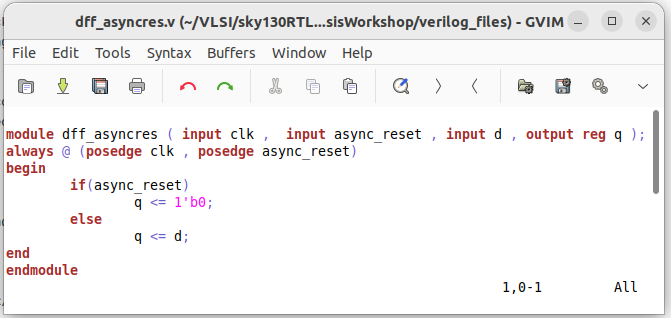 dff_asyncres.v (~/VLSI/sky130RTL...sisWorkshop/verilog_files) - GVIM
File Edit Tools Syntax Buffers Window Help
module dff_asyncres ( input clk ,  input async_reset , input d , output reg q );
always @ (posedge clk , posedge async_reset)
begin
        if(async_reset)
                q <= 1'b0;
        else
                q <= d;
end
endmodule
1,0-1         All